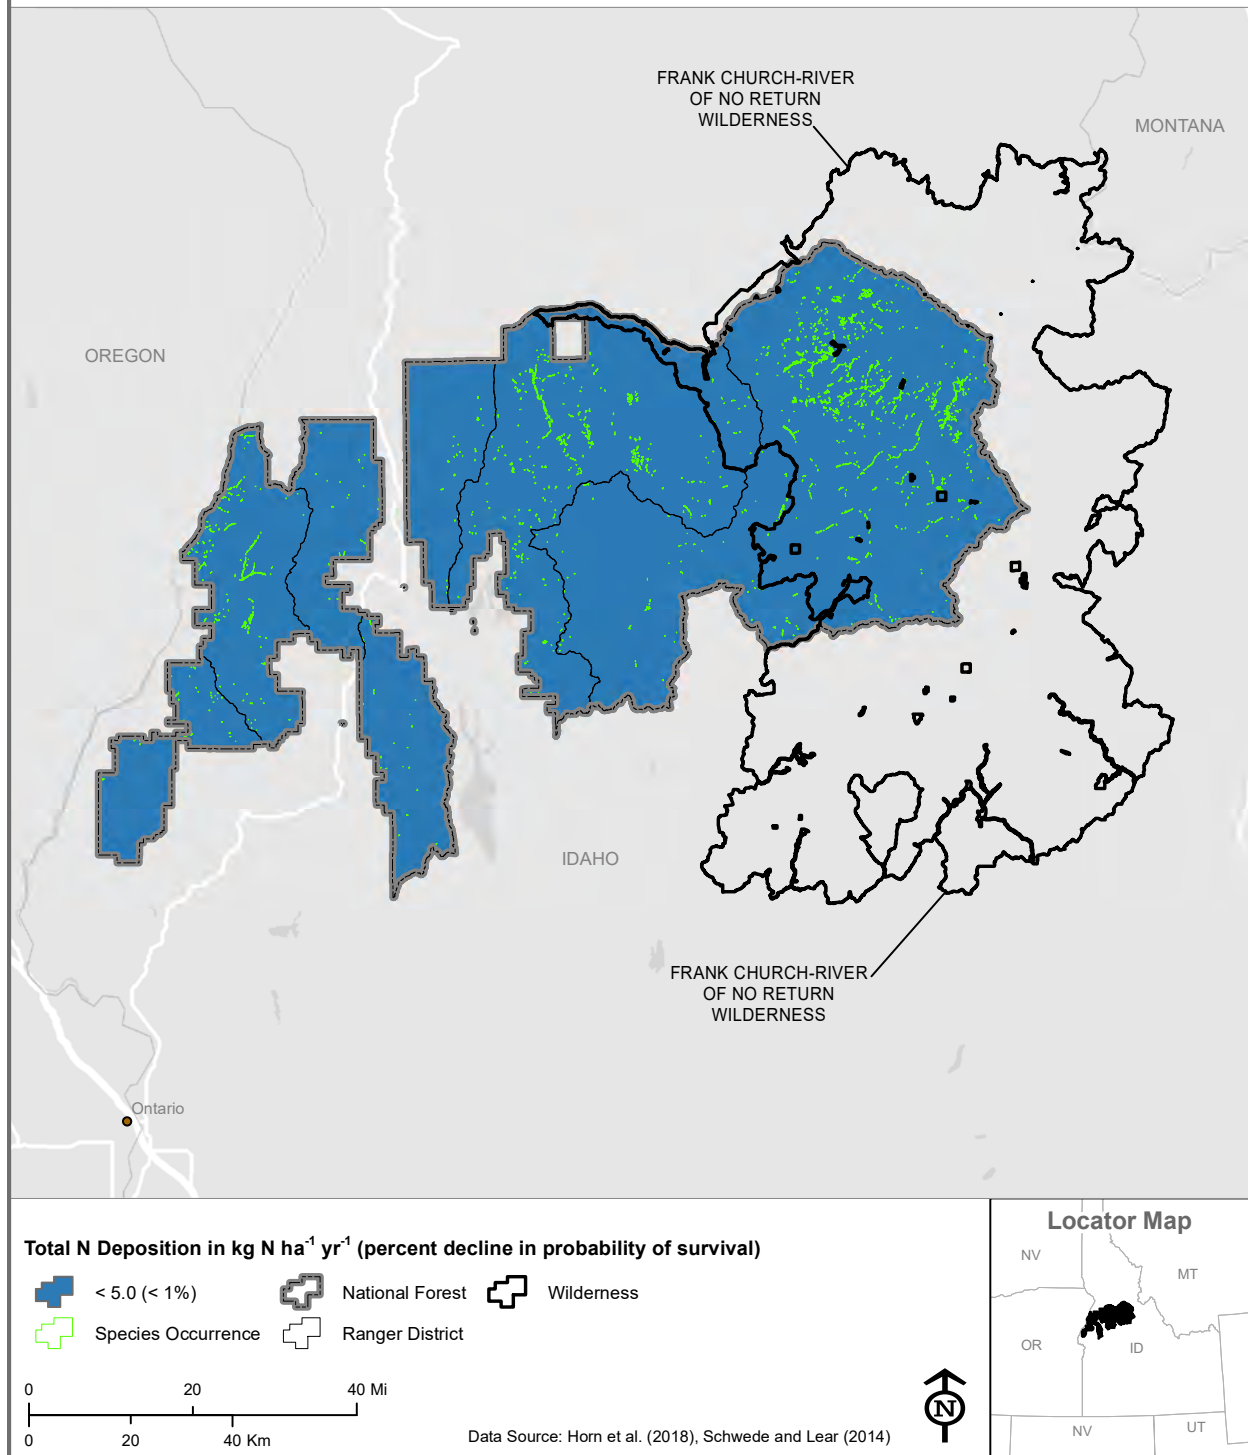 FRANK CHURCH-RIVER
OF NO RETURN
WILDERNESS
MONTANA
OREGON
IDAHO
FRANK CHURCH-RIVER
OF NO RETURN
WILDERNESS
Ontario
Total N Deposition in kg N ha⁻¹ yr⁻¹ (percent decline in probability of survival)
< 5.0 (< 1%)
National Forest
Wilderness
Species Occurrence
Ranger District
0 20 40 Mi
0 20 40 Km
N
Data Source: Horn et al. (2018), Schwede and Lear (2014)
Locator Map
NV
MT
OR
ID
NV
UT